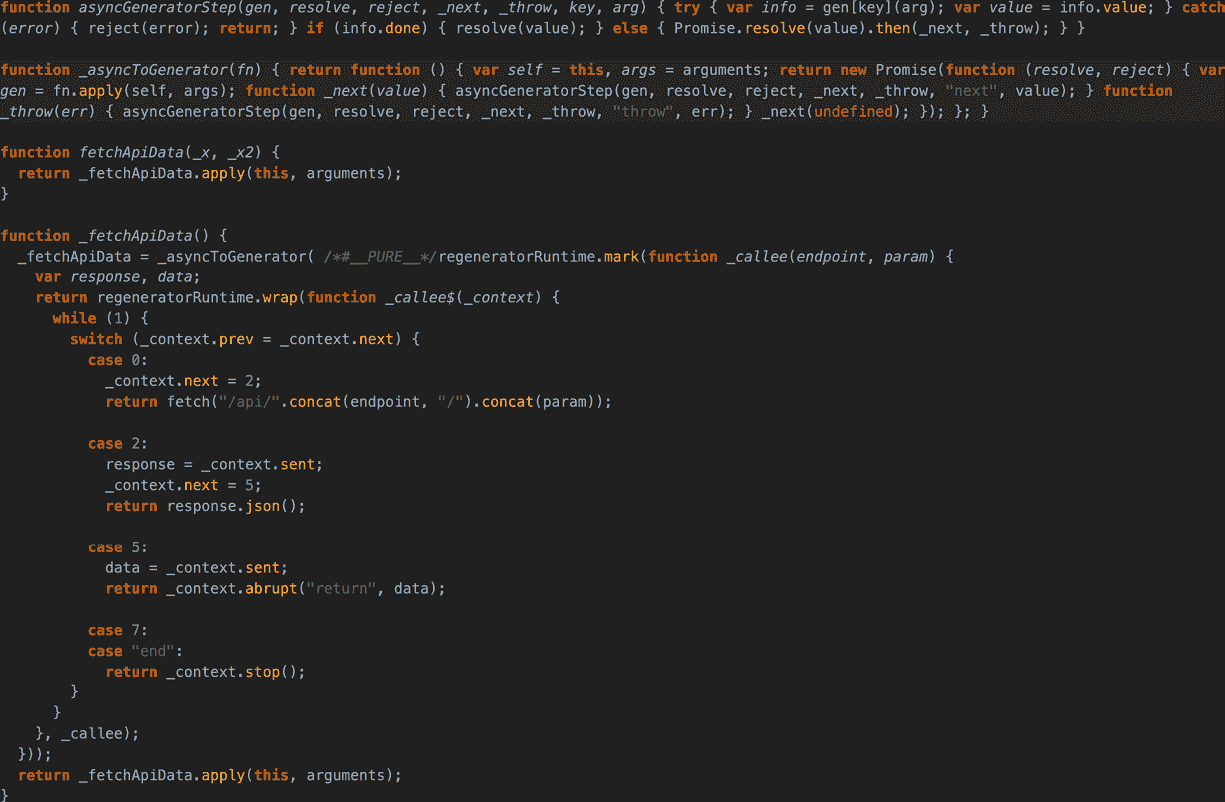 function asyncGeneratorStep(gen, resolve, reject, _next, _throw, key, arg) { try { var info = gen[key](arg); var value = info.value; } catch
(error) { reject(error); return; } if (info.done) { resolve(value); } else { Promise.resolve(value).then(_next, _throw); } }
function _asyncToGenerator(fn) { return function () { var self = this, args = arguments; return new Promise(function (resolve, reject) { var
gen = fn.apply(self, args); function _next(value) { asyncGeneratorStep(gen, resolve, reject, _next, _throw, "next", value); } function
_throw(err) { asyncGeneratorStep(gen, resolve, reject, _next, _throw, "throw", err); } _next(undefined); }); }; }
function fetchApiData(_x, _x2) {
  return _fetchApiData.apply(this, arguments);
}
function _fetchApiData() {
  _fetchApiData = _asyncToGenerator( /*#__PURE__*/regeneratorRuntime.mark(function _callee(endpoint, param) {
    var response, data;
    return regeneratorRuntime.wrap(function _callee$(_context) {
      while (1) {
        switch (_context.prev = _context.next) {
          case 0:
            _context.next = 2;
            return fetch("/api/".concat(endpoint, "/").concat(param));
          case 2:
            response = _context.sent;
            _context.next = 5;
            return response.json();
          case 5:
            data = _context.sent;
            return _context.abrupt("return", data);
          case 7:
          case "end":
            return _context.stop();
        }
      }
    }, _callee);
  }));
  return _fetchApiData.apply(this, arguments);
}